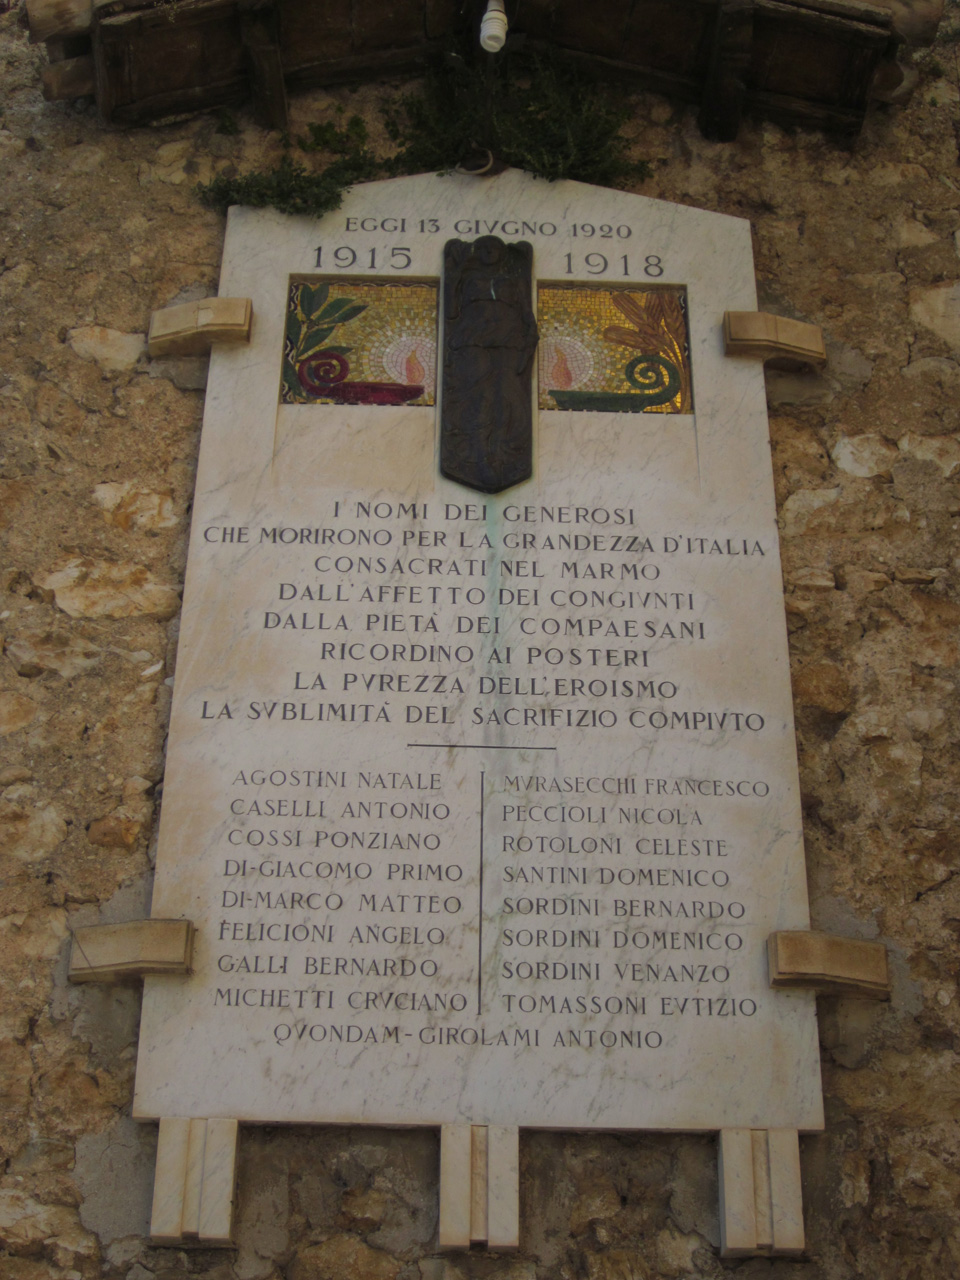 EGGI 13 GIVGNO 1920
1915 1918
I NOMI DEI GENEROSI
CHE MORIRONO PER LA GRANDEZZA D'ITALIA
CONSACRATI NEL MARMO
DALL'AFFETTO DEI CONGIVNTI
DALLA PIETÀ DEI COMPAESANI
RICORDINO AI POSTERI
LA PVREZZA DELL'EROISMO
LA SVBLIMITÀ DEL SACRIFIZIO COMPIVTO
AGOSTINI NATALE
CASELLI ANTONIO
COSSI PONZIANO
DI-GIACOMO PRIMO
DI-MARCO MATTEO
FELICIONI ANGELO
GALLI BERNARDO
MICHETTI CRVCIANO
MVRASECCHI FRANCESCO
PECCIOLI NICOLA
ROTOLONI CELESTE
SANTINI DOMENICO
SORDINI BERNARDO
SORDINI DOMENICO
SORDINI VENANZO
TOMASSONI EVTIZIO
QVONDAM-GIROLAMI ANTONIO